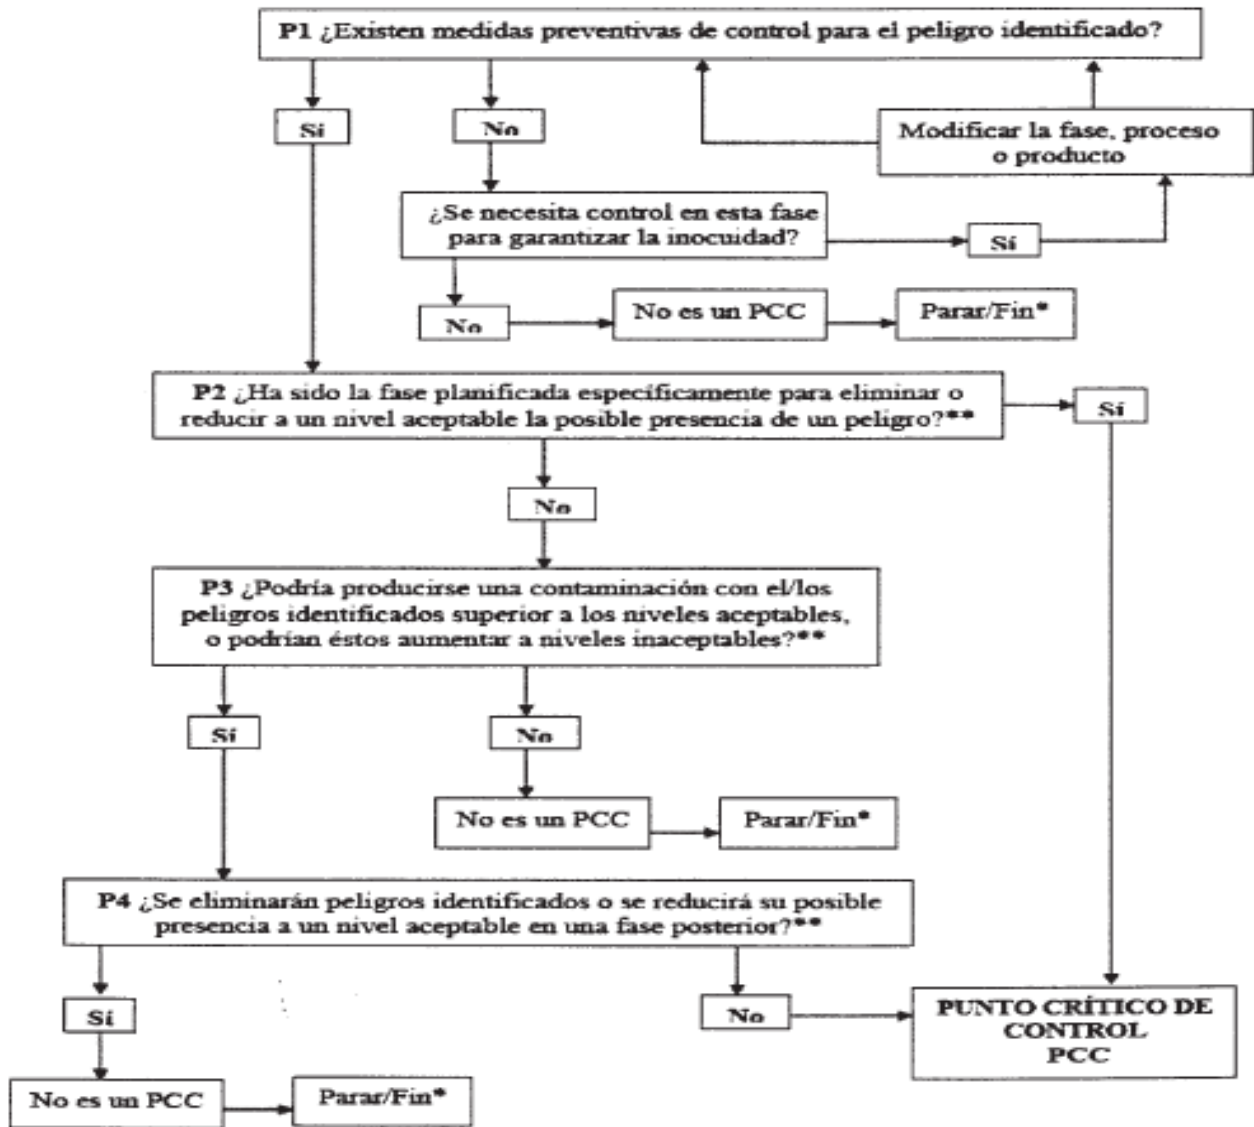 P1 ¿Existen medidas preventivas de control para el peligro identificado?
Sí
No
Modificar la fase, proceso
o producto
¿Se necesita control en esta fase
para garantizar la inocuidad?
Sí
No
No es un PCC
Parar/Fin*
P2 ¿Ha sido la fase planificada específicamente para eliminar o
reducir a un nivel aceptable la posible presencia de un peligro?**
Sí
No
P3 ¿Podría producirse una contaminación con el/los
peligros identificados superior a los niveles aceptables,
o podrían éstos aumentar a niveles inaceptables?**
Sí
No
No es un PCC
Parar/Fin*
P4 ¿Se eliminarán peligros identificados o se reducirá su posible
presencia a un nivel aceptable en una fase posterior?**
Sí
No
PUNTO CRÍTICO DE
CONTROL
PCC
No es un PCC
Parar/Fin*